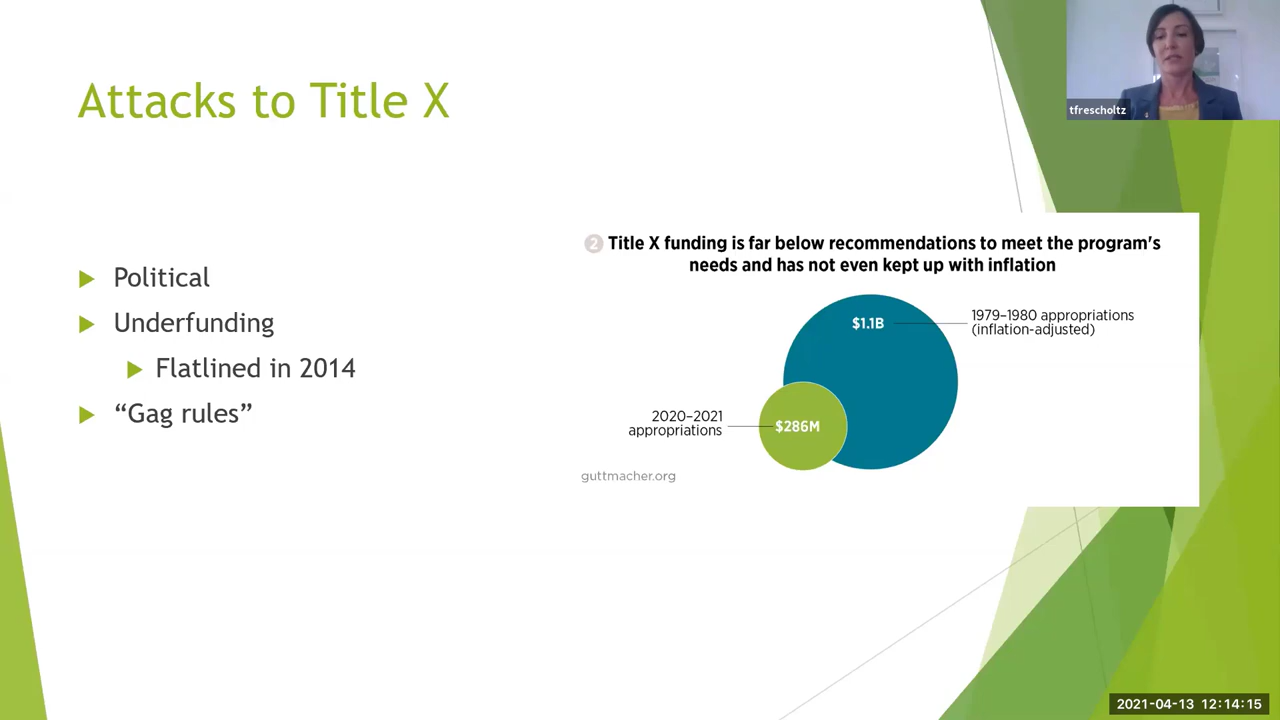 Attacks to Title X
tfrescholtz
Political
Underfunding
Flatlined in 2014
“Gag rules”
2 Title X funding is far below recommendations to meet the program's
needs and has not even kept up with inflation
$1.1B
1979–1980 appropriations
(inflation-adjusted)
2020–2021
appropriations
$286M
guttmacher.org
2021-04-13 12:14:15